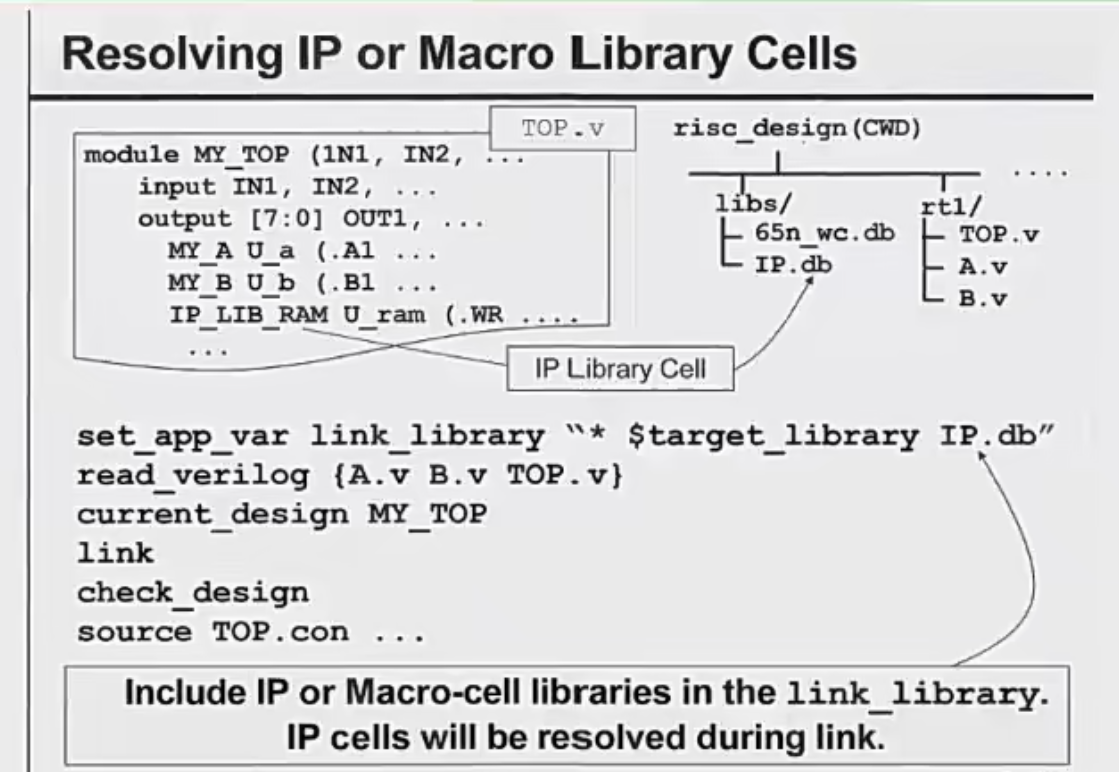 Resolving IP or Macro Library Cells
TOP.v
module MY_TOP (1N1, IN2, ...
input IN1, IN2, ...
output [7:0] OUT1, ...
MY_A U_a (.A1 ...
MY_B U_b (.B1 ...
IP_LIB_RAM U_ram (.WR ....
...
IP Library Cell
risc_design(CWD)
....
libs/
65n_wc.db
IP.db
rt1/
TOP.v
A.v
B.v
set_app_var link_library “* $target_library IP.db”
read_verilog {A.v B.v TOP.v}
current_design MY_TOP
link
check_design
source TOP.con ...
Include IP or Macro-cell libraries in the link_library.
IP cells will be resolved during link.